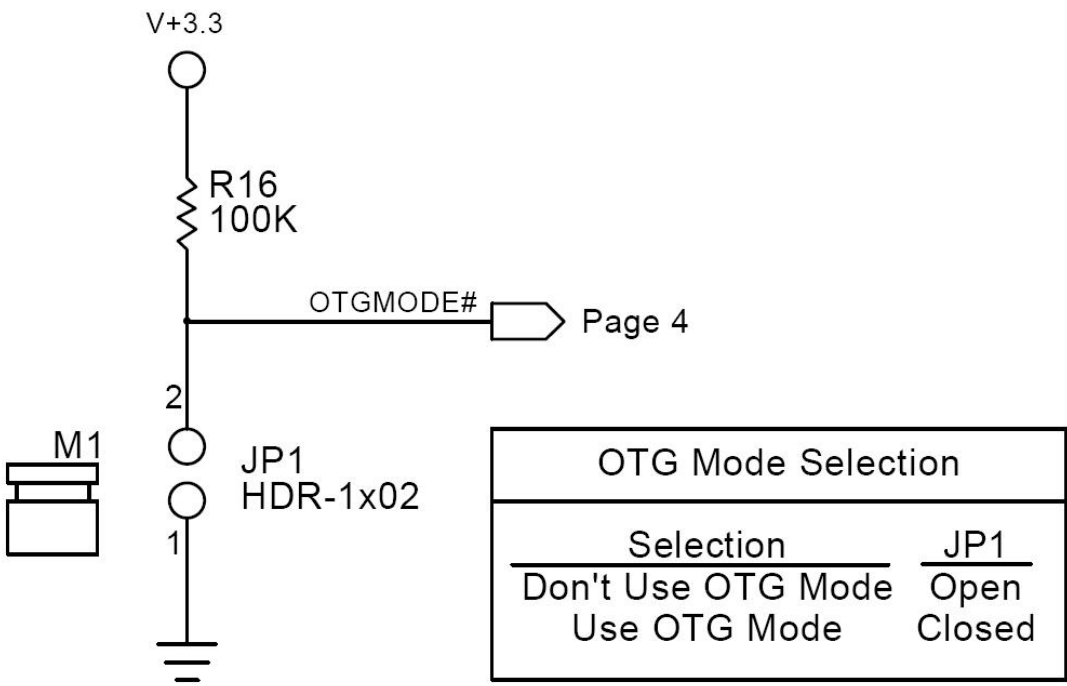 V+3.3
R16
100K
OTGMODE#
Page 4
2
M1
JP1
HDR-1x02
1
OTG Mode Selection
Selection JP1
Don't Use OTG Mode Open
Use OTG Mode Closed